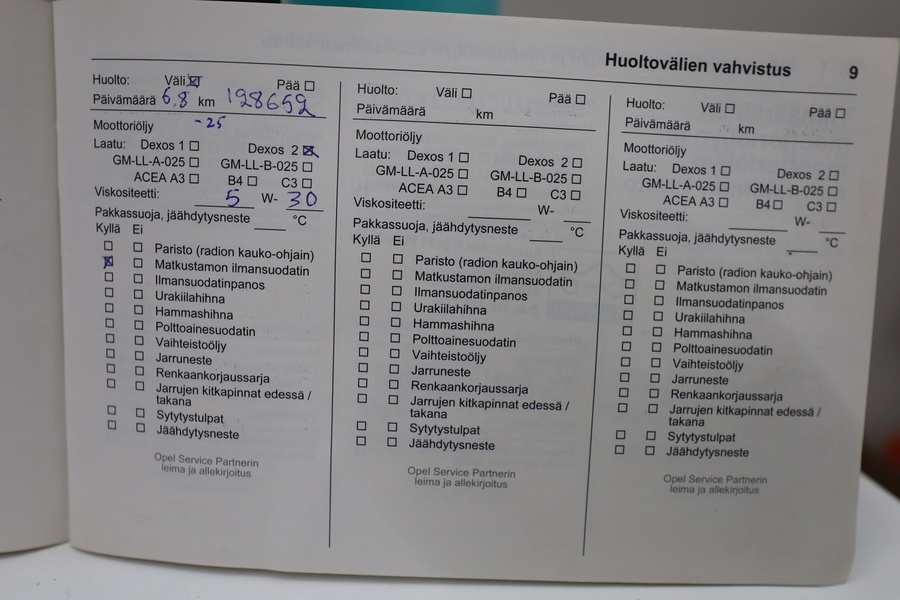 Huoltovälien vahvistus 9
Huolto: Väli ☒ Pää ☐
Päivämäärä 6.8 km 128652
-25
Moottoriöljy
Laatu: Dexos 1 ☐ Dexos 2 ☒
GM-LL-A-025 ☐ GM-LL-B-025 ☐
ACEA A3 ☐ B4 ☐ C3 ☐
Viskositeetti: 5 W- 30
Pakkassuoja, jäähdytysneste °C
Kyllä Ei
☐ ☐ Paristo (radion kauko-ohjain)
☒ ☐ Matkustamon ilmansuodatin
☐ ☐ Ilmansuodatinpanos
☐ ☐ Urakiilahihna
☐ ☐ Hammashihna
☐ ☐ Polttoainesuodatin
☐ ☐ Vaihteistoöljy
☐ ☐ Jarruneste
☐ ☐ Renkaankorjaussarja
☐ ☐ Jarrujen kitkapinnat edessä /
takana
☐ ☐ Sytytystulpat
☐ ☐ Jäähdytysneste
Opel Service Partnerin
leima ja allekirjoitus
Huolto: Väli ☐ Pää ☐
Päivämäärä km
Moottoriöljy
Laatu: Dexos 1 ☐ Dexos 2 ☐
GM-LL-A-025 ☐ GM-LL-B-025 ☐
ACEA A3 ☐ B4 ☐ C3 ☐
Viskositeetti: W-
Pakkassuoja, jäähdytysneste °C
Kyllä Ei
☐ ☐ Paristo (radion kauko-ohjain)
☐ ☐ Matkustamon ilmansuodatin
☐ ☐ Ilmansuodatinpanos
☐ ☐ Urakiilahihna
☐ ☐ Hammashihna
☐ ☐ Polttoainesuodatin
☐ ☐ Vaihteistoöljy
☐ ☐ Jarruneste
☐ ☐ Renkaankorjaussarja
☐ ☐ Jarrujen kitkapinnat edessä /
takana
☐ ☐ Sytytystulpat
☐ ☐ Jäähdytysneste
Opel Service Partnerin
leima ja allekirjoitus
Huolto: Väli ☐ Pää ☐
Päivämäärä km
Moottoriöljy
Laatu: Dexos 1 ☐ Dexos 2 ☐
GM-LL-A-025 ☐ GM-LL-B-025 ☐
ACEA A3 ☐ B4 ☐ C3 ☐
Viskositeetti: W-
Pakkassuoja, jäähdytysneste °C
Kyllä Ei
☐ ☐ Paristo (radion kauko-ohjain)
☐ ☐ Matkustamon ilmansuodatin
☐ ☐ Ilmansuodatinpanos
☐ ☐ Urakiilahihna
☐ ☐ Hammashihna
☐ ☐ Polttoainesuodatin
☐ ☐ Vaihteistoöljy
☐ ☐ Jarruneste
☐ ☐ Renkaankorjaussarja
☐ ☐ Jarrujen kitkapinnat edessä /
takana
☐ ☐ Sytytystulpat
☐ ☐ Jäähdytysneste
Opel Service Partnerin
leima ja allekirjoitus